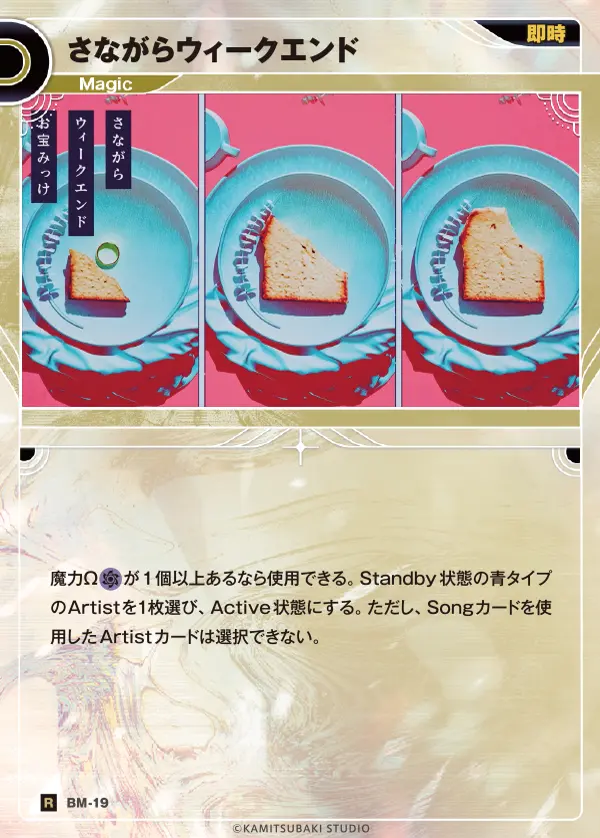 さながらウィークエンド
即時
Magic
さながら
ウィークエンド
お宝みっけ
魔力Ωが1個以上あるなら使用できる。Standby状態の青タイプ
のArtistを1枚選び、Active状態にする。ただし、Songカードを使
用したArtistカードは選択できない。
R BM-19
©KAMITSUBAKI STUDIO